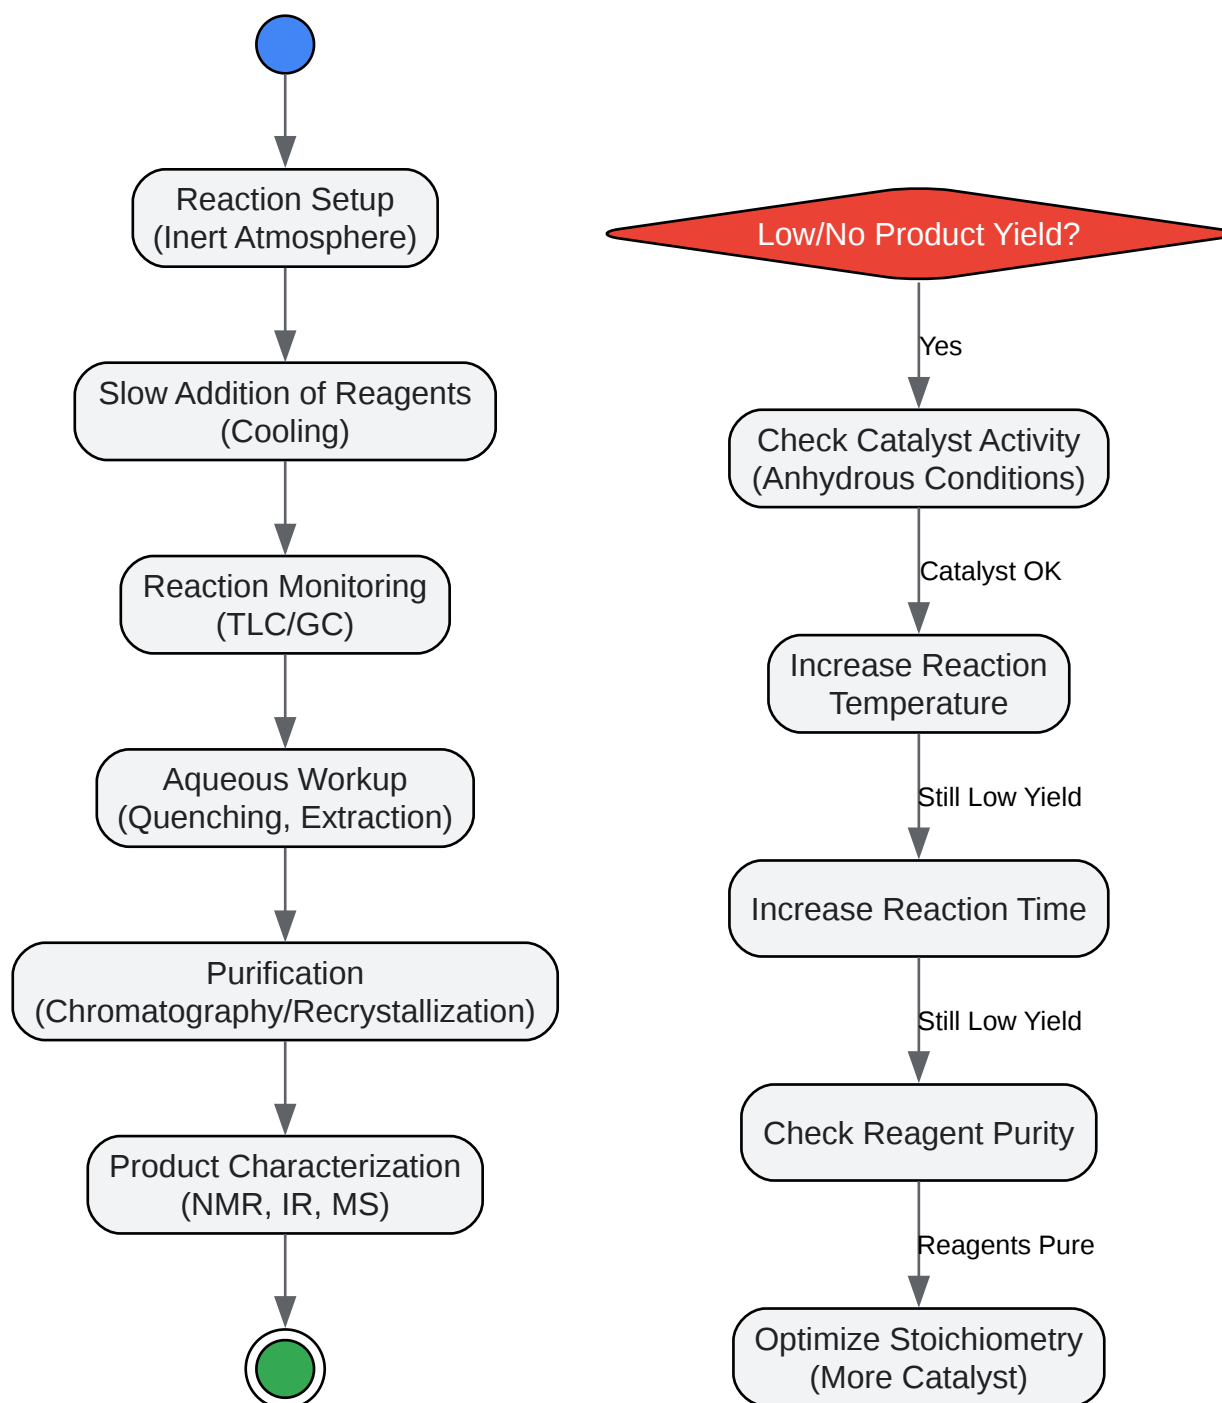 Reaction Setup
(Inert Atmosphere)
Slow Addition of Reagents
(Cooling)
Reaction Monitoring
(TLC/GC)
Aqueous Workup
(Quenching, Extraction)
Purification
(Chromatography/Recrystallization)
Product Characterization
(NMR, IR, MS)
Low/No Product Yield?
Yes
Check Catalyst Activity
(Anhydrous Conditions)
Catalyst OK
Increase Reaction
Temperature
Still Low Yield
Increase Reaction Time
Still Low Yield
Check Reagent Purity
Reagents Pure
Optimize Stoichiometry
(More Catalyst)